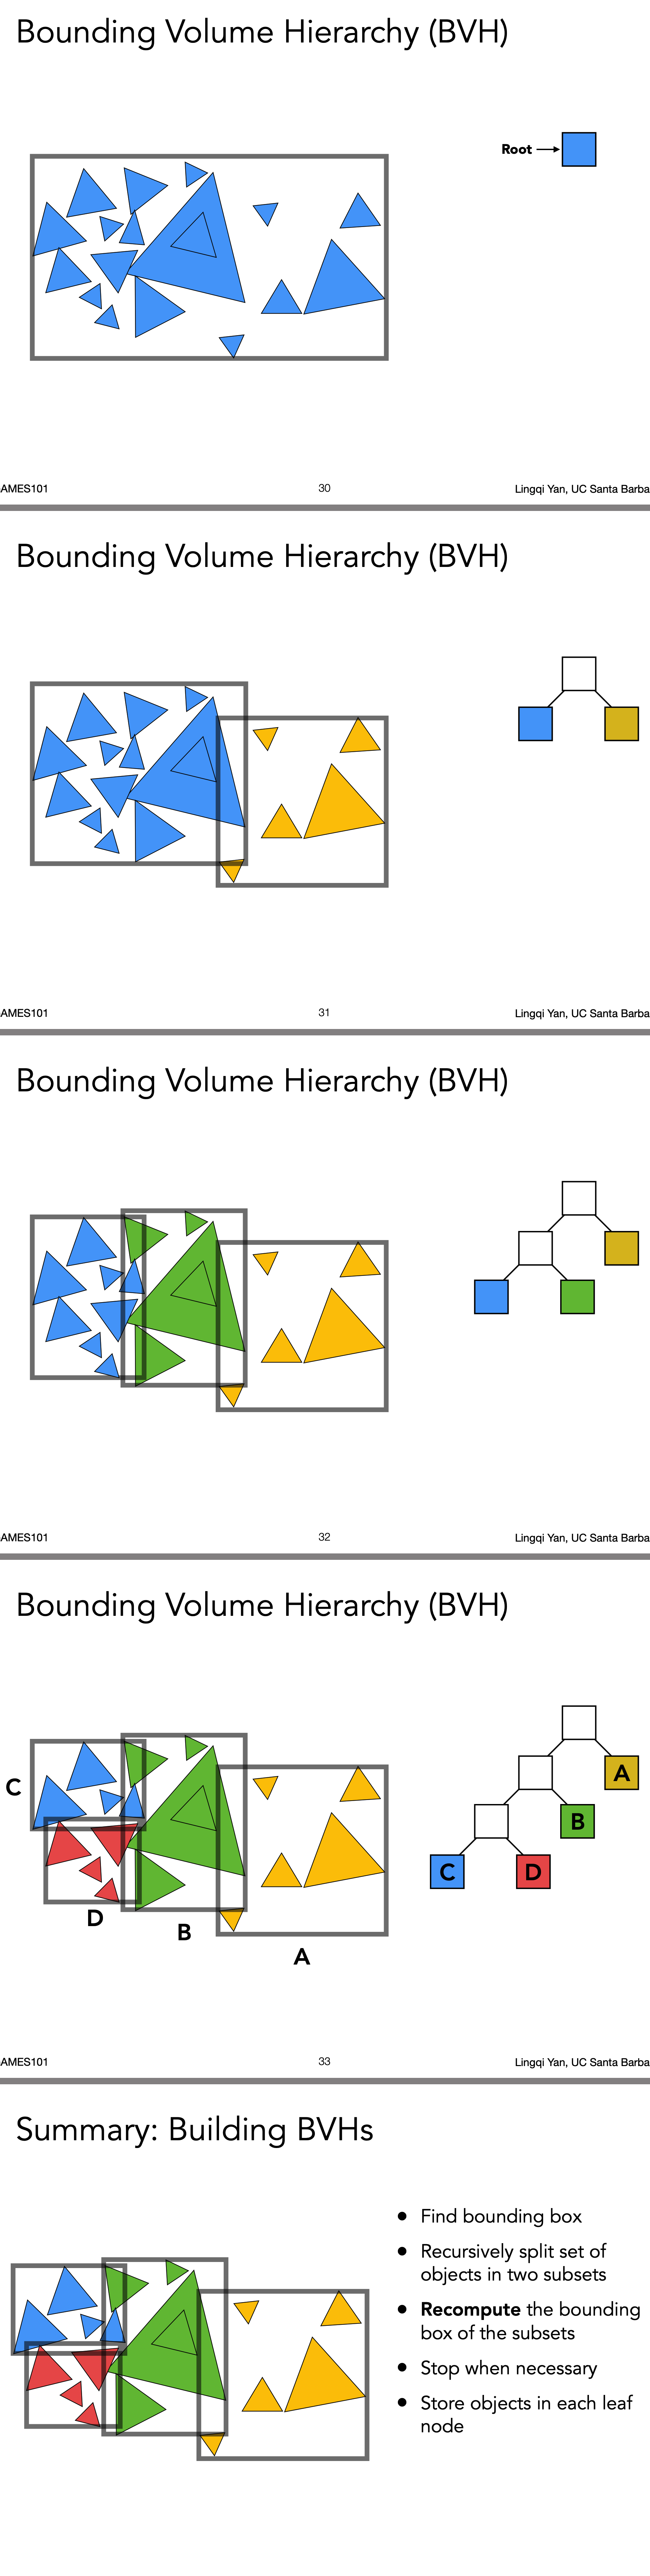 Bounding Volume Hierarchy (BVH)
Root
AMES101
30
Lingqi Yan, UC Santa Barba
Bounding Volume Hierarchy (BVH)
AMES101
31
Lingqi Yan, UC Santa Barba
Bounding Volume Hierarchy (BVH)
AMES101
32
Lingqi Yan, UC Santa Barba
Bounding Volume Hierarchy (BVH)
C
D
B
A
A
B
C
D
AMES101
33
Lingqi Yan, UC Santa Barba
Summary: Building BVHs
• Find bounding box
• Recursively split set of
objects in two subsets
• Recompute the bounding
box of the subsets
• Stop when necessary
• Store objects in each leaf
node